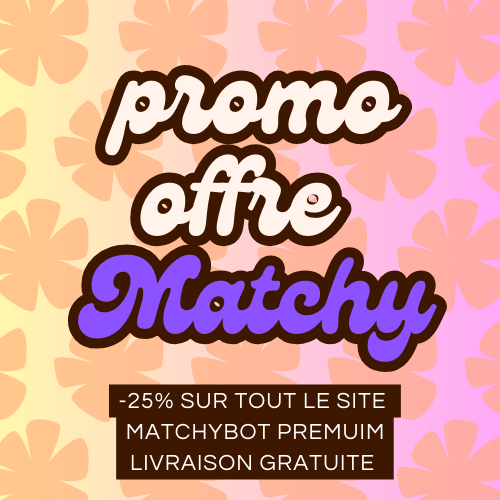 promo
offre
Matchy
-25% SUR TOUT LE SITE
MATCHYBOT PREMUIM
LIVRAISON GRATUITE